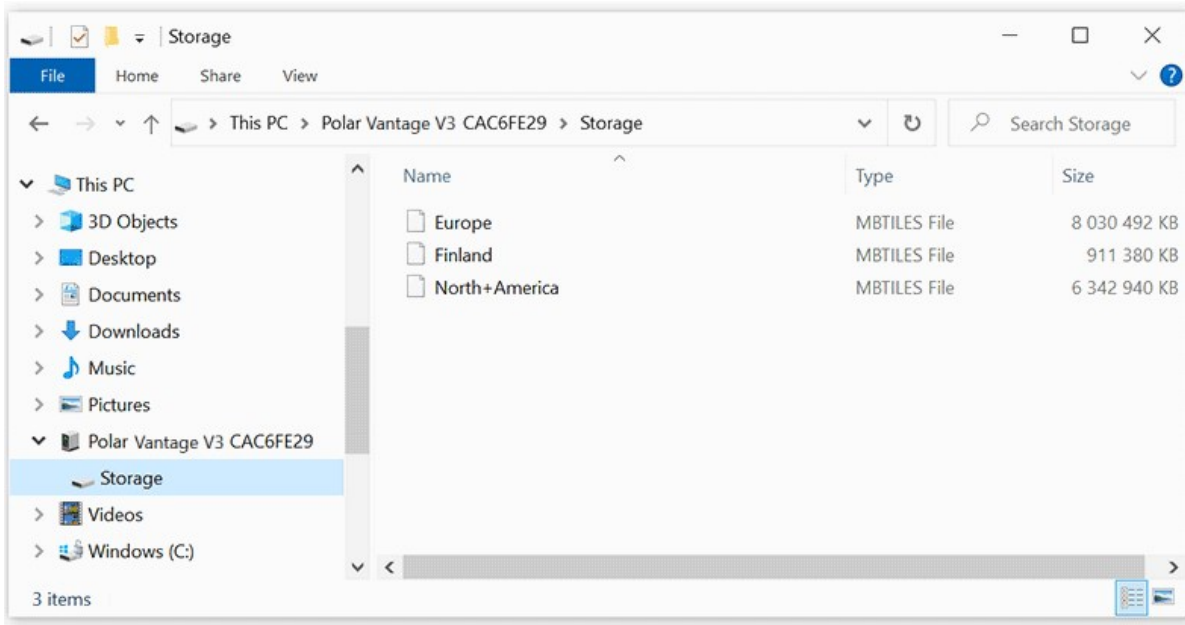 Storage
File Home Share View
This PC > Polar Vantage V3 CAC6FE29 > Storage
Search Storage
This PC
3D Objects
Desktop
Documents
Downloads
Music
Pictures
Polar Vantage V3 CAC6FE29
Storage
Videos
Windows (C:)
Name Type Size
Europe MBTILES File 8 030 492 KB
Finland MBTILES File 911 380 KB
North+America MBTILES File 6 342 940 KB
3 items